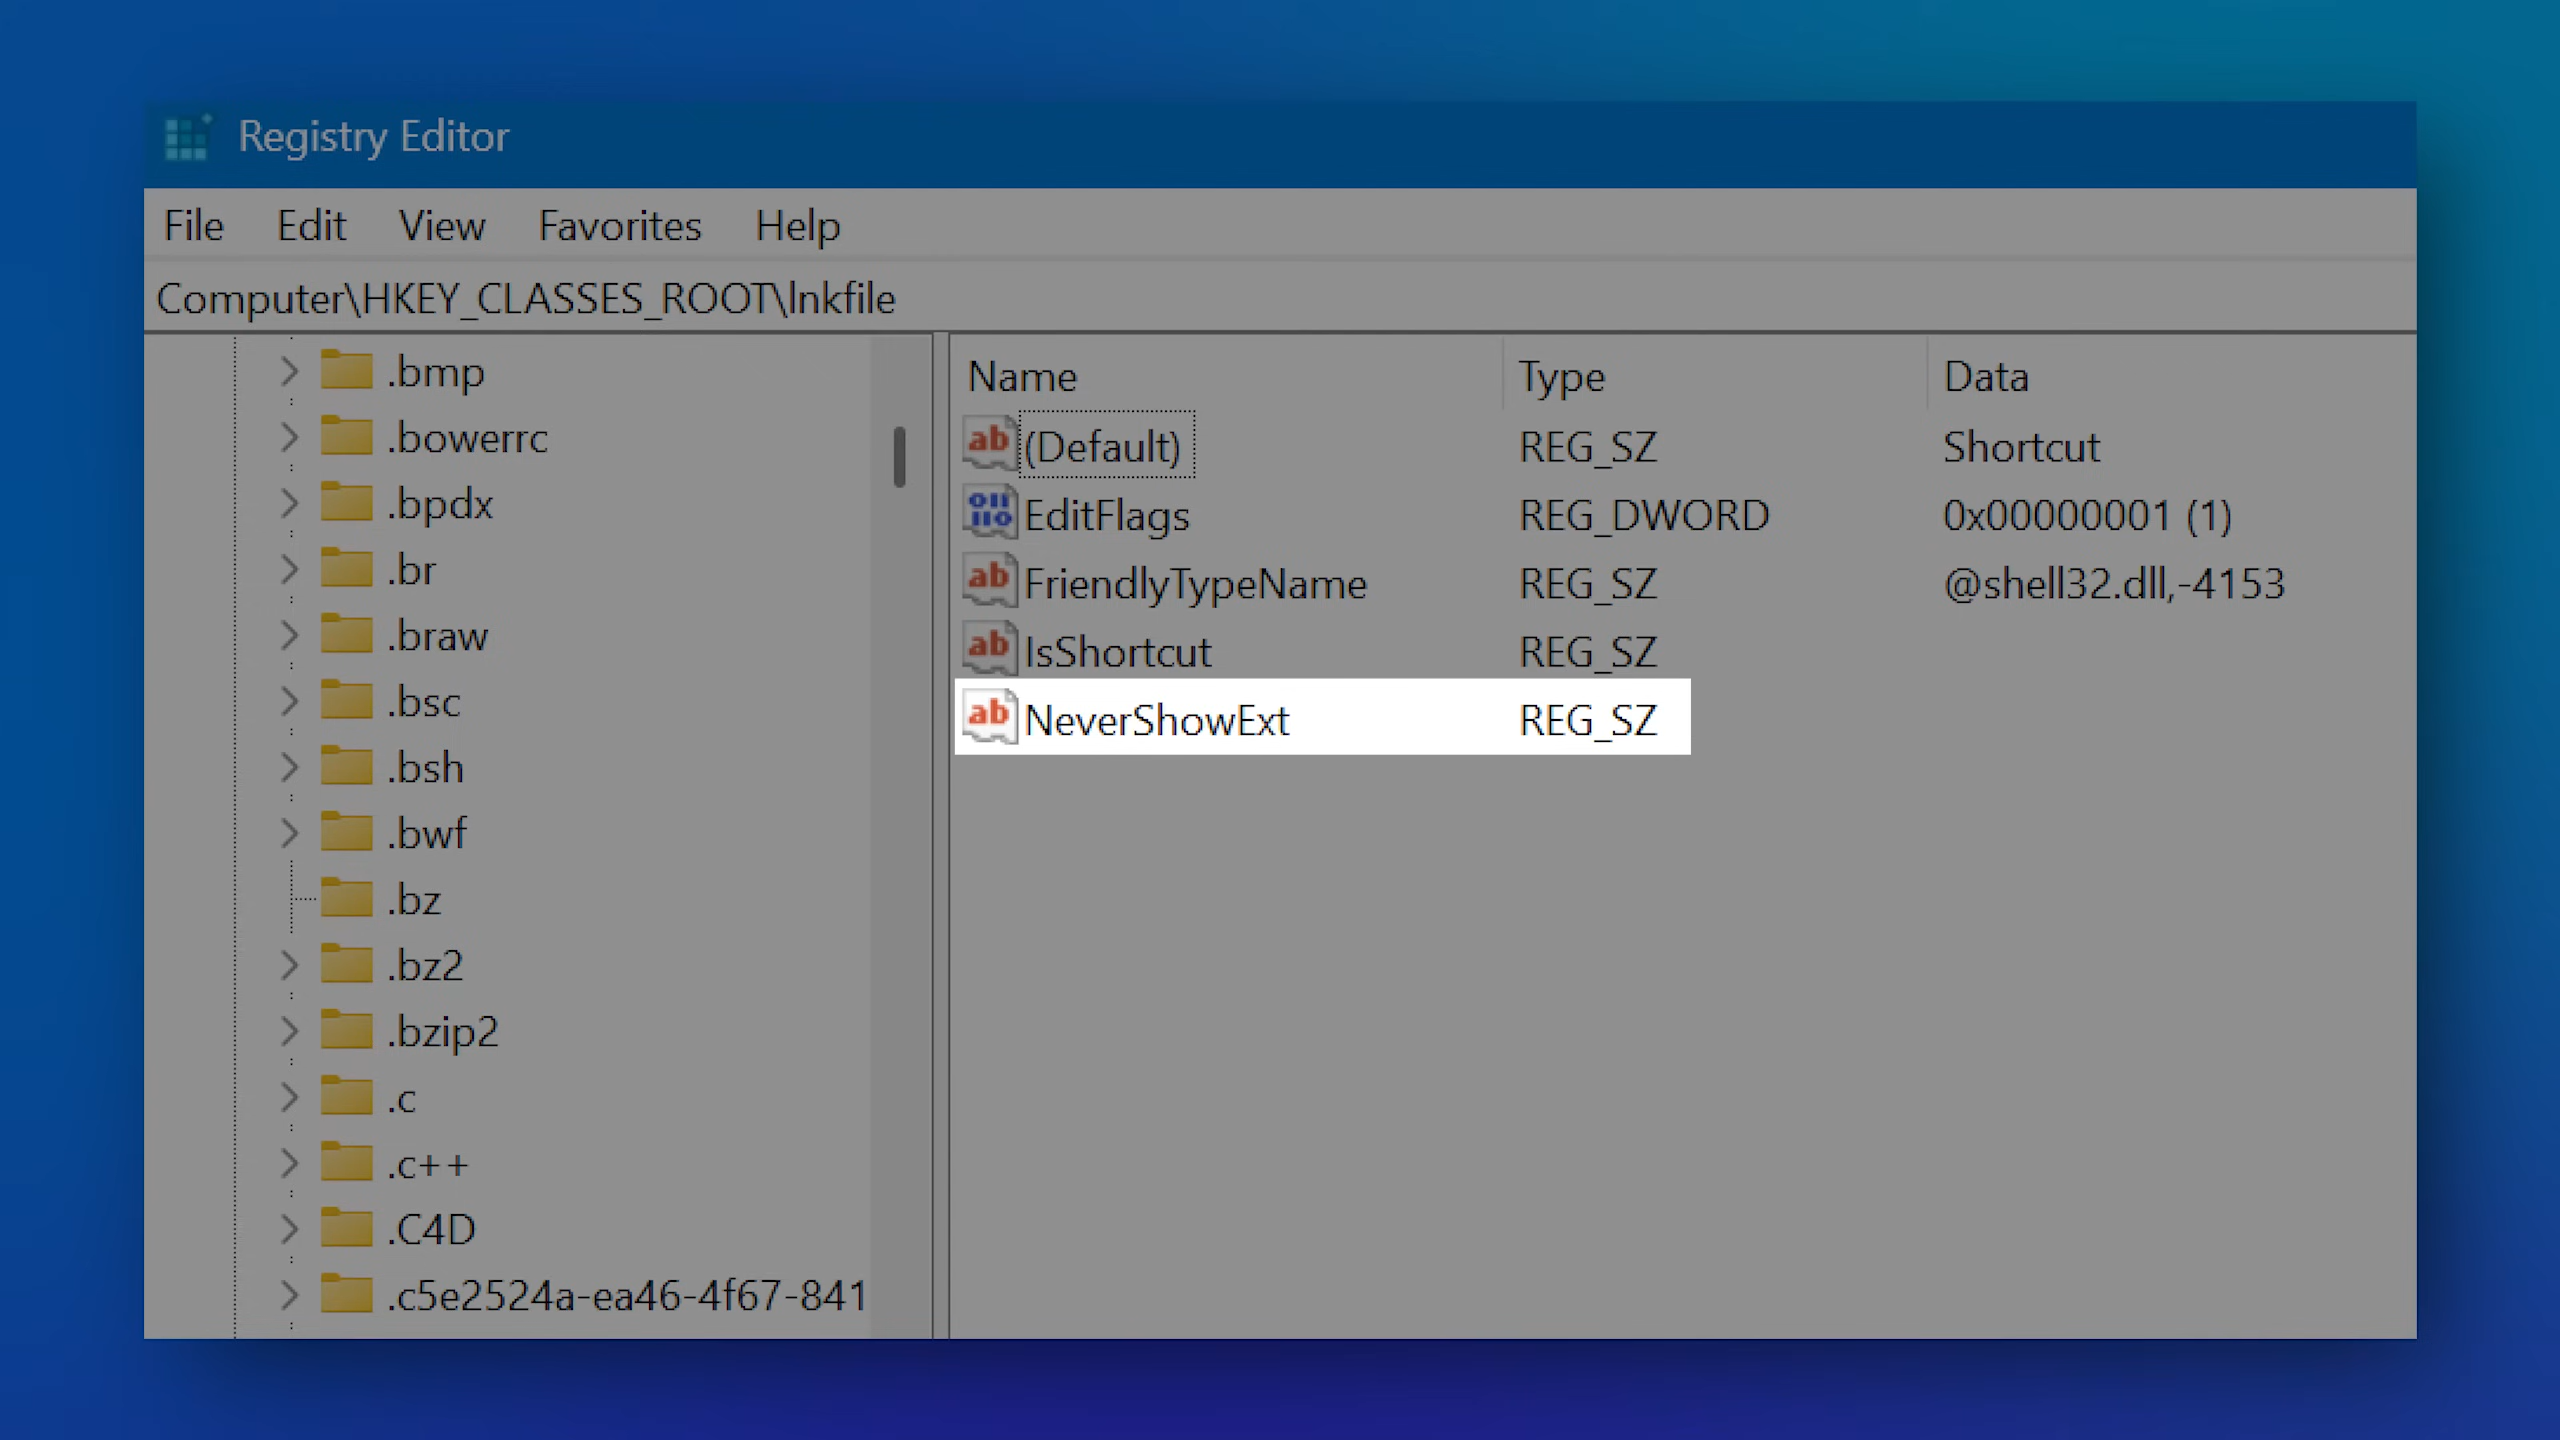 Registry Editor
File Edit View Favorites Help
Computer\HKEY_CLASSES_ROOT\lnkfile
.bmp
.bowerrc
.bpdx
.br
.braw
.bsc
.bsh
.bwf
.bz
.bz2
.bzip2
.c
.c++
.C4D
.c5e2524a-ea46-4f67-841
Name Type Data
(Default) REG_SZ Shortcut
EditFlags REG_DWORD 0x00000001 (1)
FriendlyTypeName REG_SZ @shell32.dll,-4153
IsShortcut REG_SZ
NeverShowExt REG_SZ